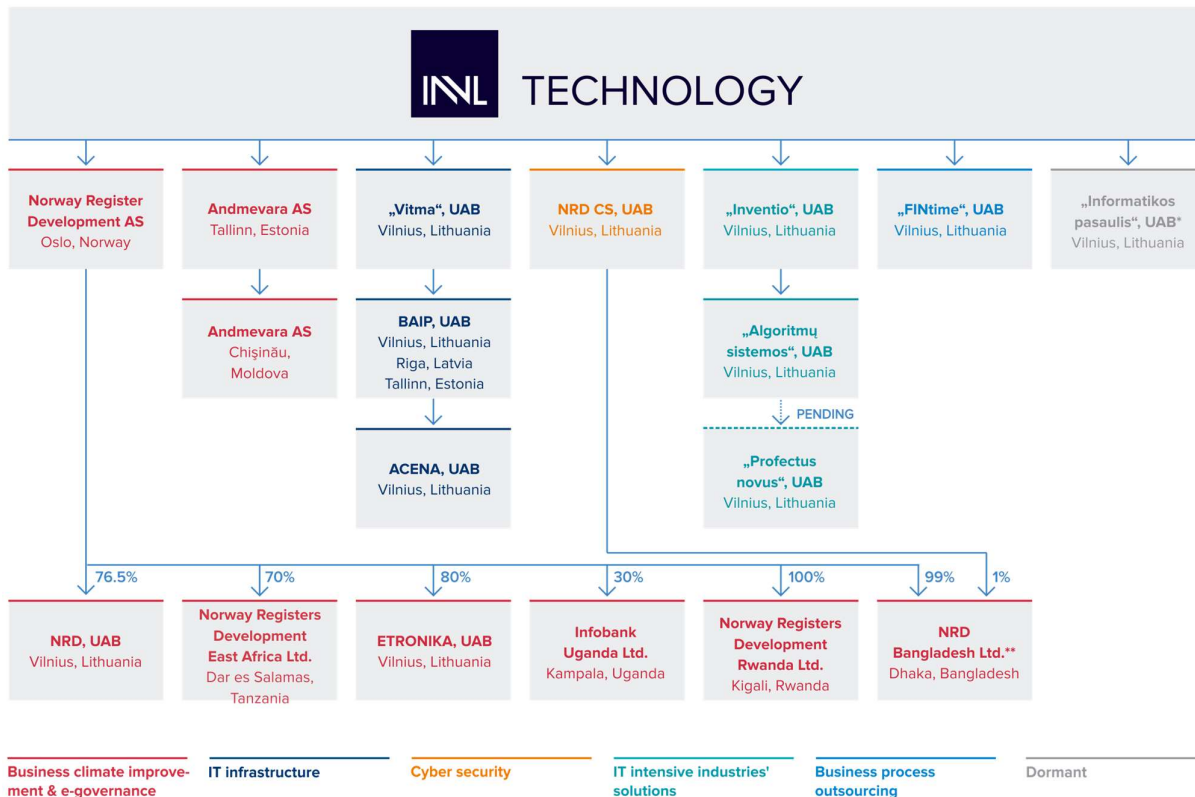 INVL TECHNOLOGY
Norway Register
Development AS
Oslo, Norway
Andmevara AS
Tallinn, Estonia
„Vitma“, UAB
Vilnius, Lithuania
NRD CS, UAB
Vilnius, Lithuania
„Inventio“, UAB
Vilnius, Lithuania
„FINtime“, UAB
Vilnius, Lithuania
„Informatikos
pasaulis“, UAB*
Vilnius, Lithuania
Andmevara AS
Chişinău,
Moldova
BAIP, UAB
Vilnius, Lithuania
Riga, Latvia
Tallinn, Estonia
„Algoritmų
sistemos“, UAB
Vilnius, Lithuania
PENDING
ACENA, UAB
Vilnius, Lithuania
„Profectus
novus“, UAB
Vilnius, Lithuania
76.5%
70%
80%
30%
100%
99%
1%
NRD, UAB
Vilnius, Lithuania
Norway Registers
Development
East Africa Ltd.
Dar es Salamas,
Tanzania
ETRONIKA, UAB
Vilnius, Lithuania
Infobank
Uganda Ltd.
Kampala, Uganda
Norway Registers
Development
Rwanda Ltd.
Kigali, Rwanda
NRD
Bangladesh Ltd.**
Dhaka, Bangladesh
Business climate improve-
ment & e-governance
IT infrastructure
Cyber security
IT intensive industries'
solutions
Business process
outsourcing
Dormant